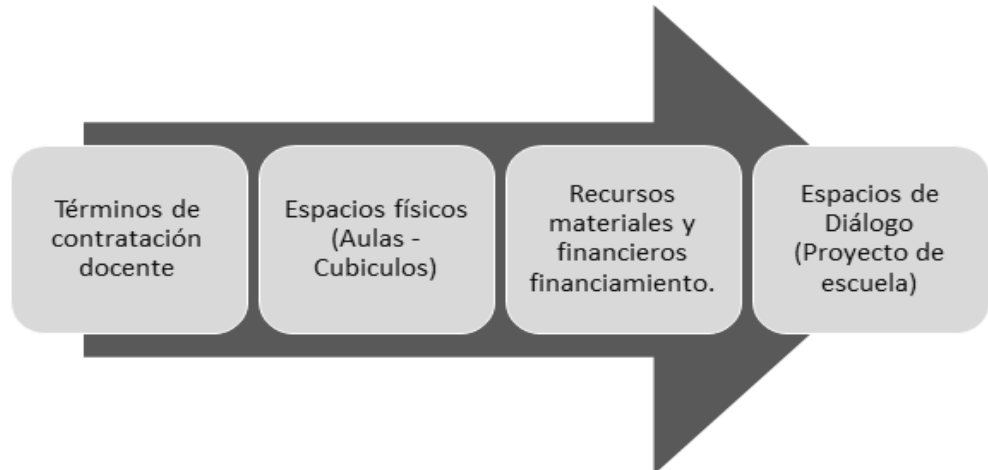 Términos de
contratación
docente
Espacios físicos
(Aulas -
Cubiculos)
Recursos
materiales y
financieros
financiamiento.
Espacios de
Diálogo
(Proyecto de
escuela)